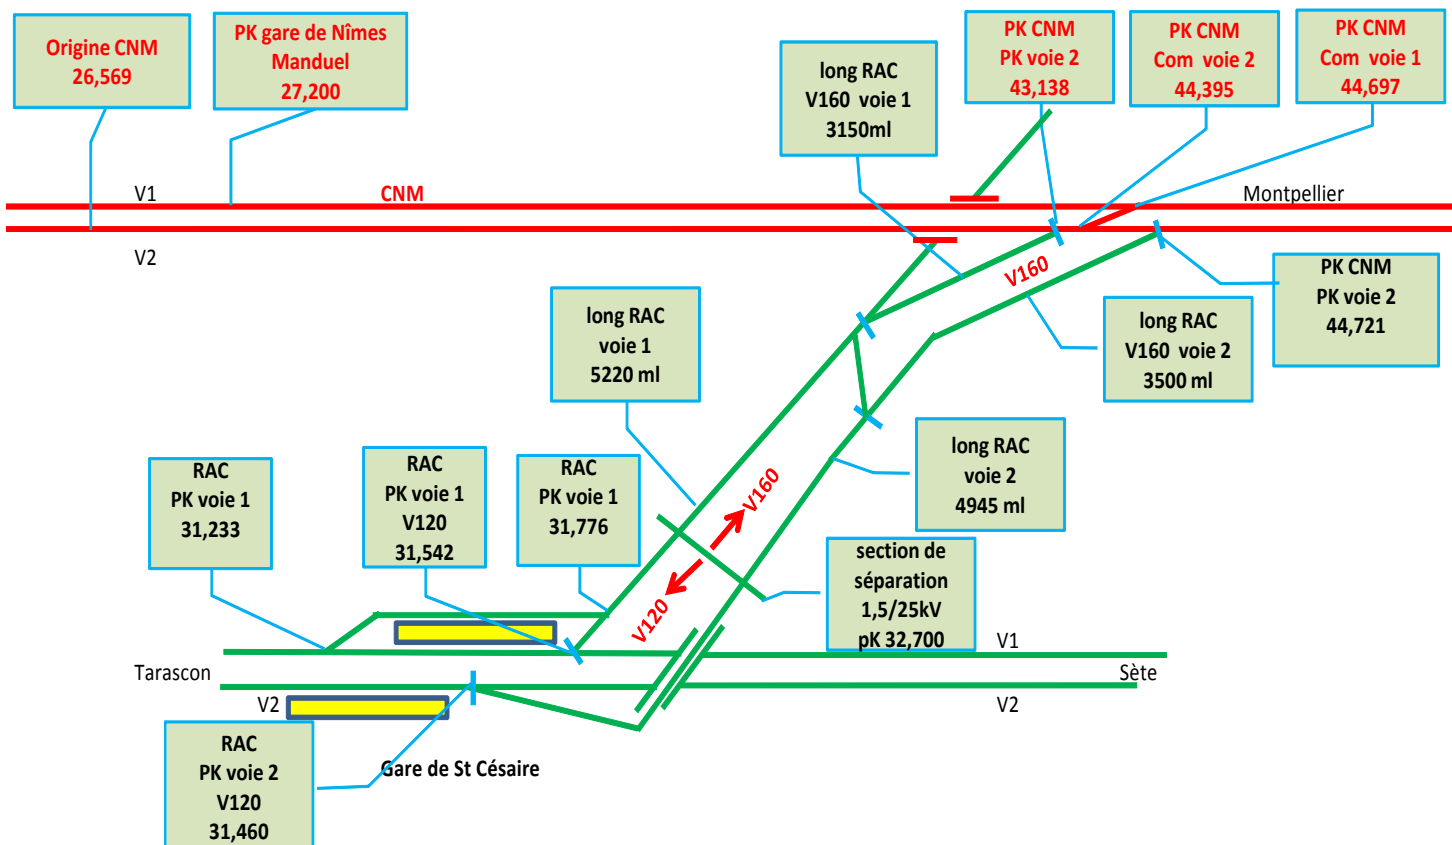 Origine CNM
26,569
PK gare de Nîmes
Manduel
27,200
long RAC
V160 voie 1
3150ml
PK CNM
PK voie 2
43,138
PK CNM
Com voie 2
44,395
PK CNM
Com voie 1
44,697
V1
CNM
Montpellier
V2
V160
PK CNM
PK voie 2
44,721
long RAC
voie 1
5220 ml
long RAC
V160 voie 2
3500 ml
RAC
PK voie 1
31,233
RAC
PK voie 1
V120
31,542
RAC
PK voie 1
31,776
long RAC
voie 2
4945 ml
V160
V120
section de
séparation
1,5/25kV
pK 32,700
V1
Tarascon
Sète
V2
V2
RAC
PK voie 2
V120
31,460
Gare de St Césaire